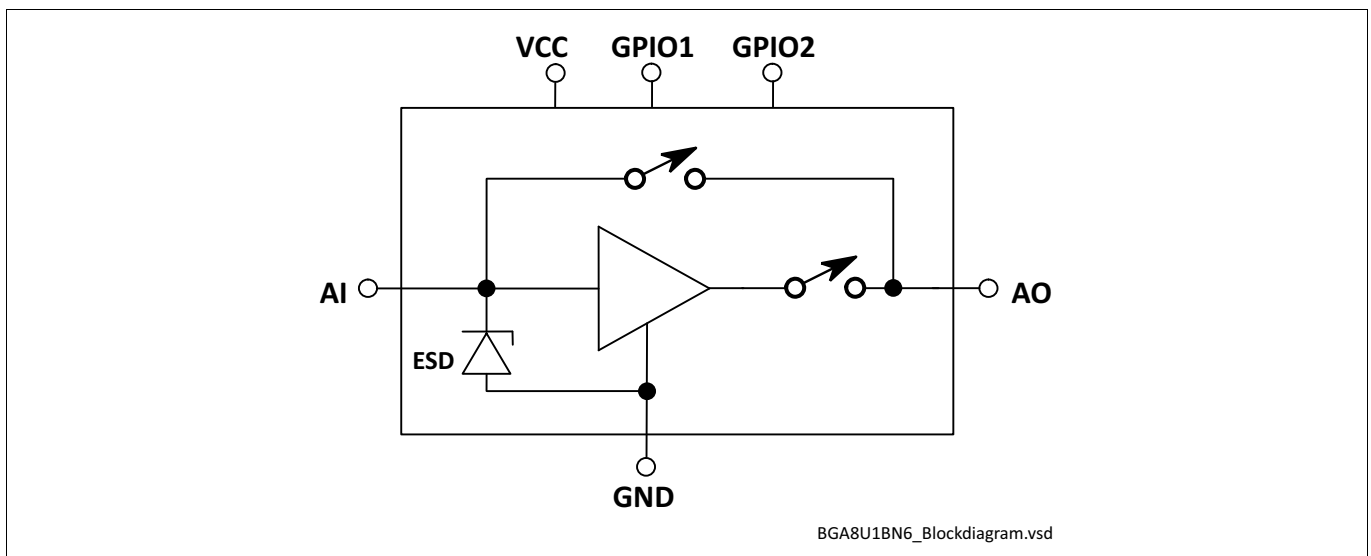 VCC GPIO1 GPIO2
AI
AO
ESD
GND
BGA8U1BN6_Blockdiagram.vsd